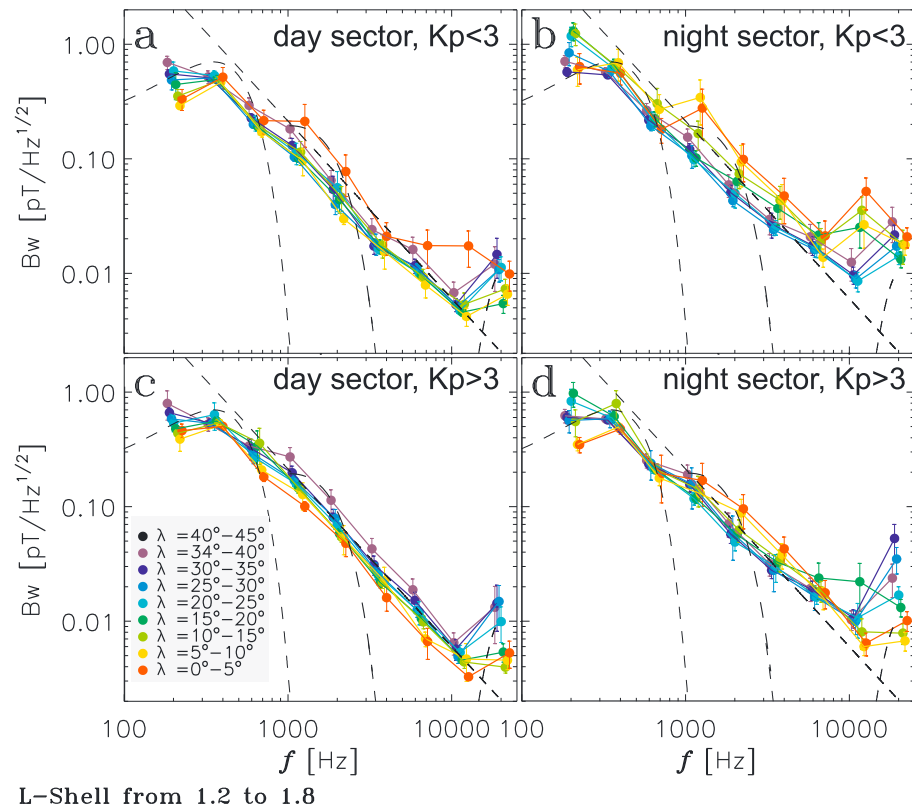 a day sector, Kp<3
b night sector, Kp<3
1.00
0.10
0.01
Bw [pT/Hz^{1/2}]
c day sector, Kp>3
d night sector, Kp>3
1.00
0.10
0.01
Bw [pT/Hz^{1/2}]
λ =40°−45°
λ =34°−40°
λ =30°−35°
λ =25°−30°
λ =20°−25°
λ =15°−20°
λ =10°−15°
λ =5°−10°
λ =0°−5°
100 1000 10000 100 1000 10000
f [Hz] f [Hz]
L−Shell from 1.2 to 1.8